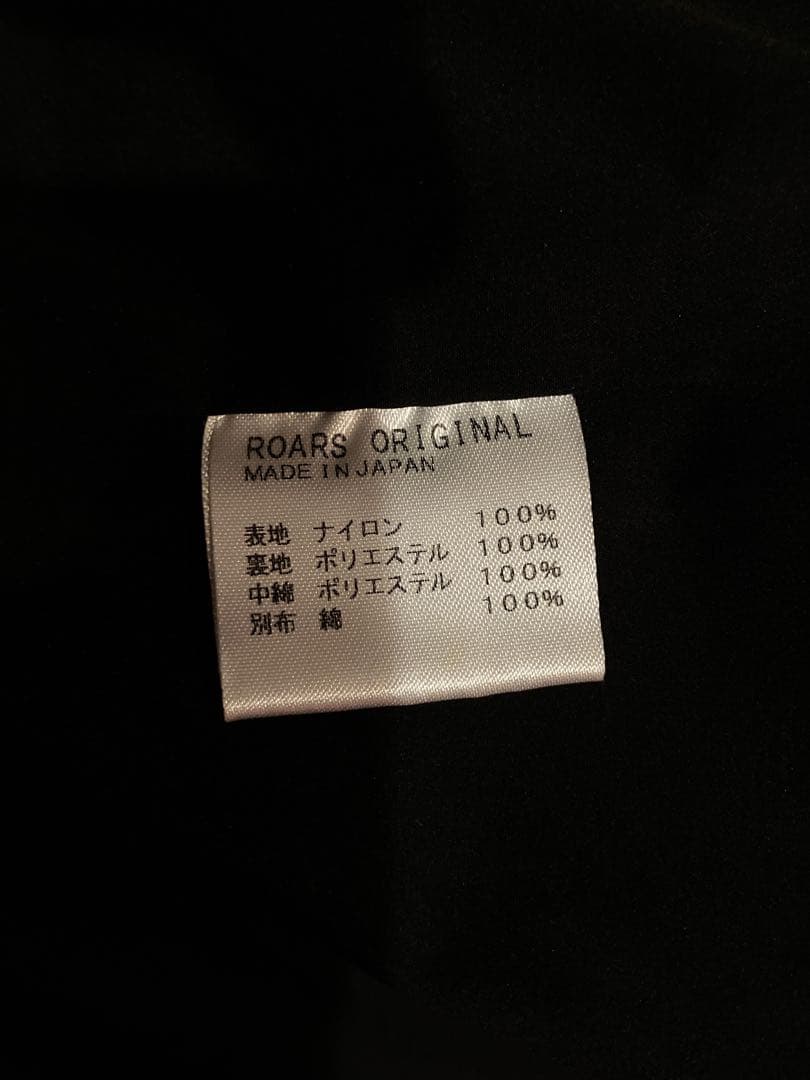 ROARS ORIGINAL
MADE IN JAPAN
表地 ナイロン 100%
裏地 ポリエステル 100%
中綿 ポリエステル 100%
別布 綿 100%